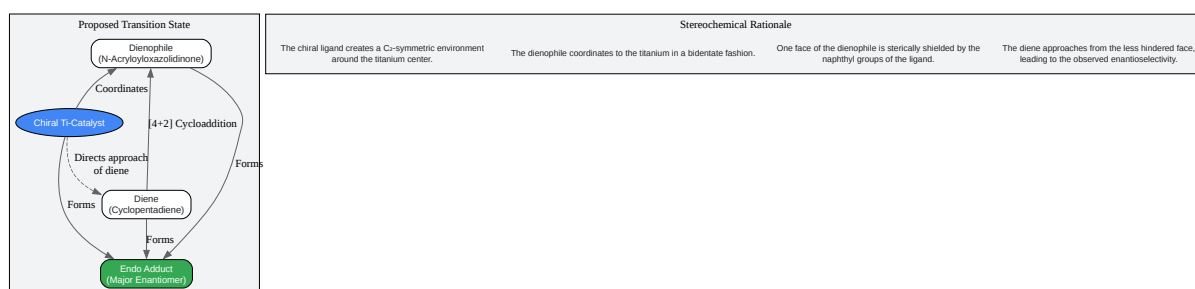 Proposed Transition State
Dienophile
(N-Acryloyloxazolidinone)
Coordinates
Chiral Ti-Catalyst
[4+2] Cycloaddition
Directs approach
of diene
Forms
Diene
(Cyclopentadiene)
Forms
Forms
Endo Adduct
(Major Enantiomer)
Stereochemical Rationale
The chiral ligand creates a C₂-symmetric environment
around the titanium center.
The dienophile coordinates to the titanium in a bidentate fashion.
One face of the dienophile is sterically shielded by the
naphthyl groups of the ligand.
The diene approaches from the less hindered face,
leading to the observed enantioselectivity.